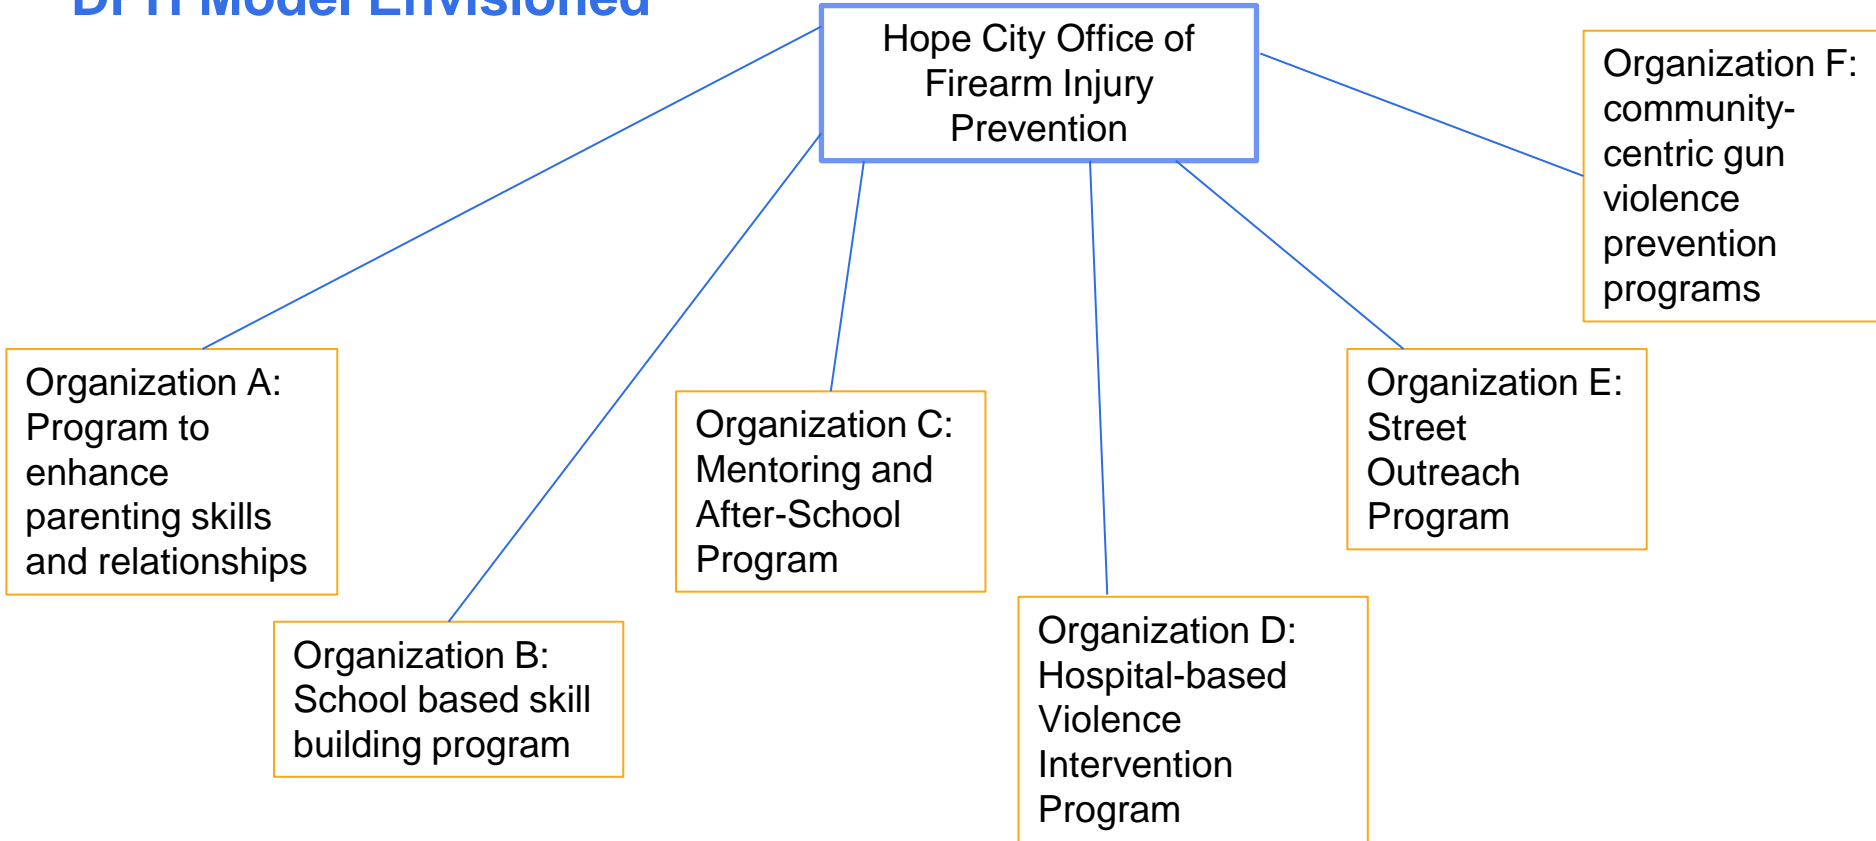 Model Envisioned
Hope City Office of
Firearm Injury
Prevention
Organization F:
community-
centric gun
violence
prevention
programs
Organization A:
Program to
enhance
parenting skills
and relationships
Organization B:
School based skill
building program
Organization C:
Mentoring and
After-School
Program
Organization D:
Hospital-based
Violence
Intervention
Program
Organization E:
Street
Outreach
Program